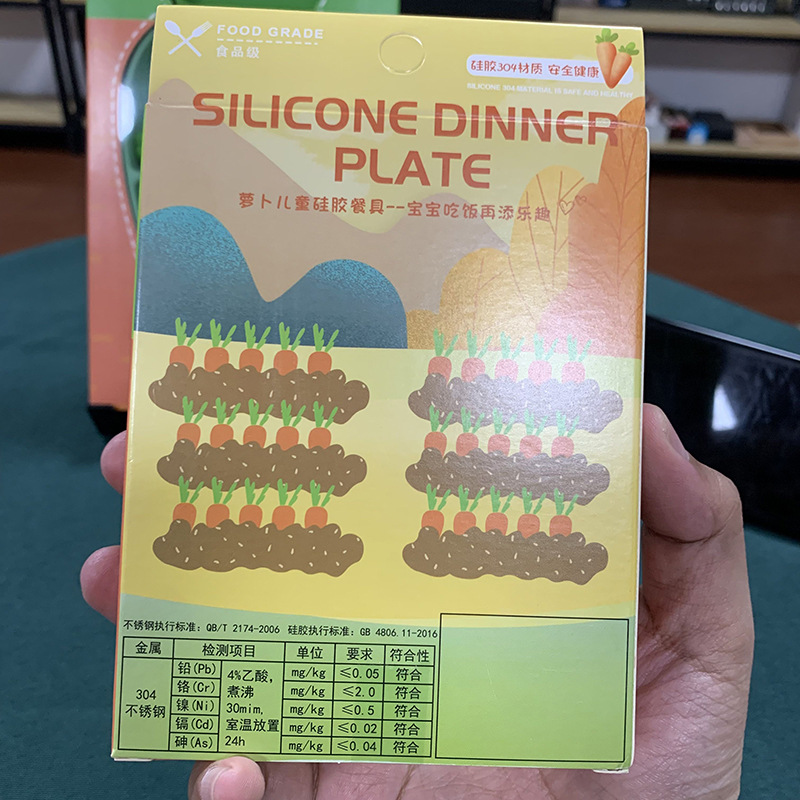 FOOD GRADE
食品级
硅胶304材质 安全健康
SILICONE 304 MATERIAL IS SAFE AND HEALTHY
SILICONE DINNER
PLATE
萝卜儿童硅胶餐具--宝宝吃饭再添乐趣
不锈钢执行标准: QB/T 2174-2006 硅胶执行标准: GB 4806.11-2016
金属 检测项目 单位 要求 符合性
304
不锈钢
4%乙酸,
煮沸
30mim,
室温放置
24h
铅(Pb) mg/kg ≤0.05 符合
铬(Cr) mg/kg ≤2.0 符合
镍(Ni) mg/kg ≤0.5 符合
镉(Cd) mg/kg ≤0.02 符合
砷(As) mg/kg ≤0.04 符合